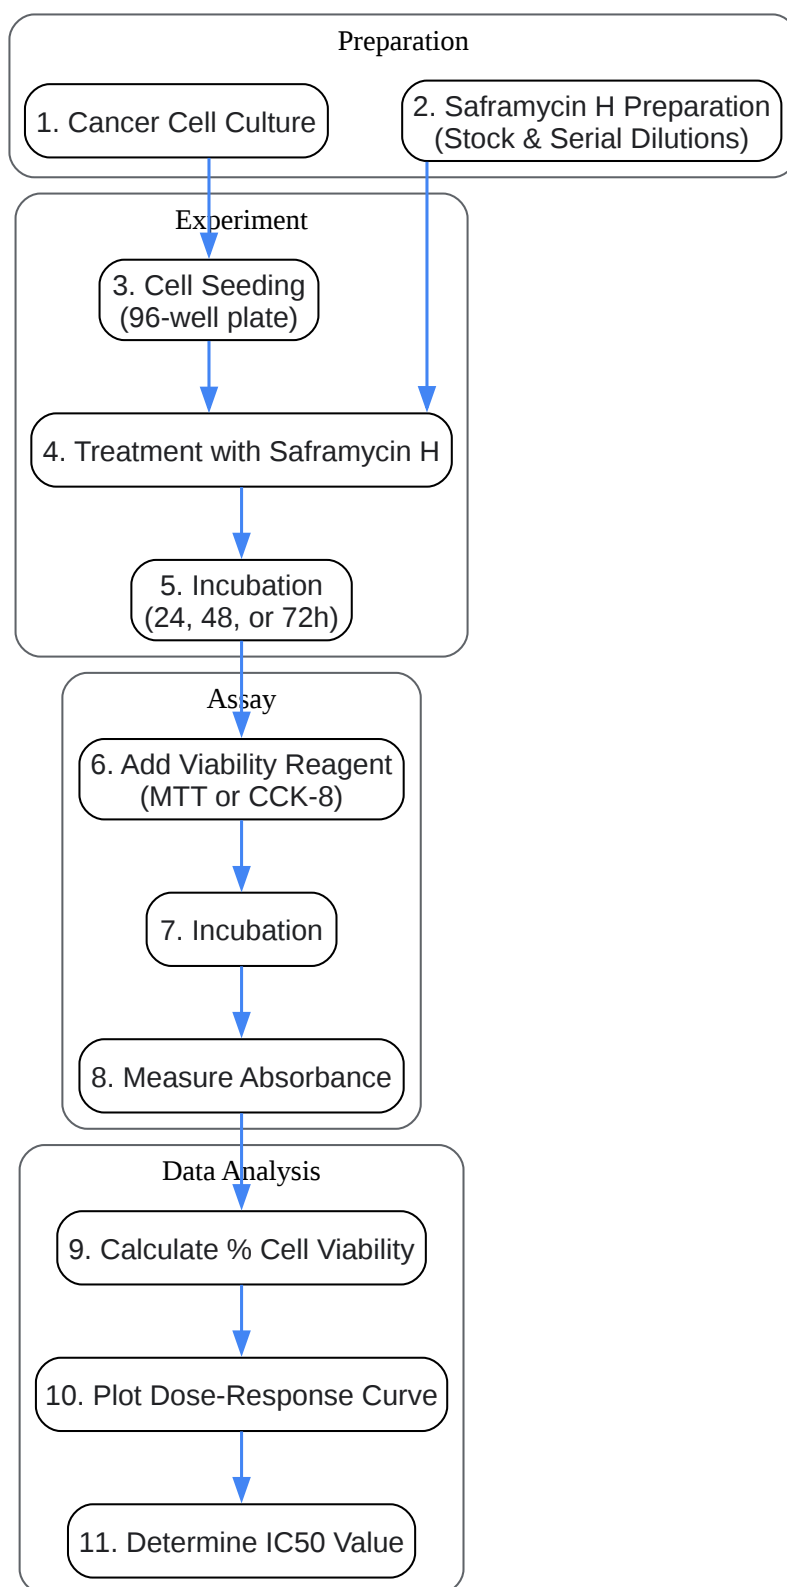 Preparation
1. Cancer Cell Culture
2. Saframycin H Preparation
(Stock & Serial Dilutions)
Experiment
3. Cell Seeding
(96-well plate)
4. Treatment with Saframycin H
5. Incubation
(24, 48, or 72h)
Assay
6. Add Viability Reagent
(MTT or CCK-8)
7. Incubation
8. Measure Absorbance
Data Analysis
9. Calculate % Cell Viability
10. Plot Dose-Response Curve
11. Determine IC50 Value